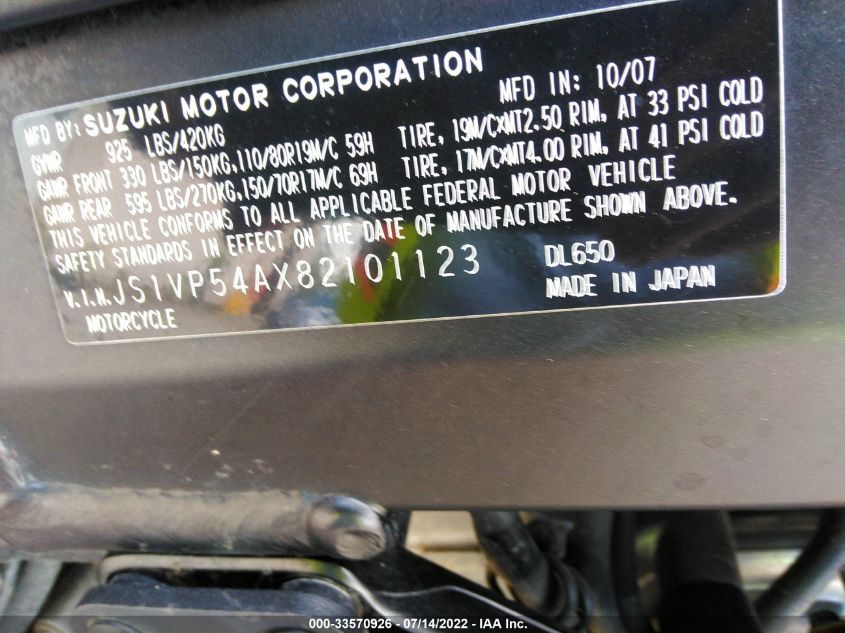 MFD BY: SUZUKI MOTOR CORPORATION MFD IN: 10/07
GVWR 925 LBS/420KG
GAWR FRONT 330 LBS/150KG,110/80R19M/C 59H TIRE, 19M/CXMT2.50 RIM, AT 33 PSI COLD
GAWR REAR 595 LBS/270KG,150/70R17M/C 69H TIRE, 17M/CXMT4.00 RIM, AT 41 PSI COLD
THIS VEHICLE CONFORMS TO ALL APPLICABLE FEDERAL MOTOR VEHICLE
SAFETY STANDARDS IN EFFECT ON THE DATE OF MANUFACTURE SHOWN ABOVE.
V.I.N.JS1VP54AX82101123 DL650
MOTORCYCLE MADE IN JAPAN
000-33570926 - 07/14/2022 - IAA Inc.